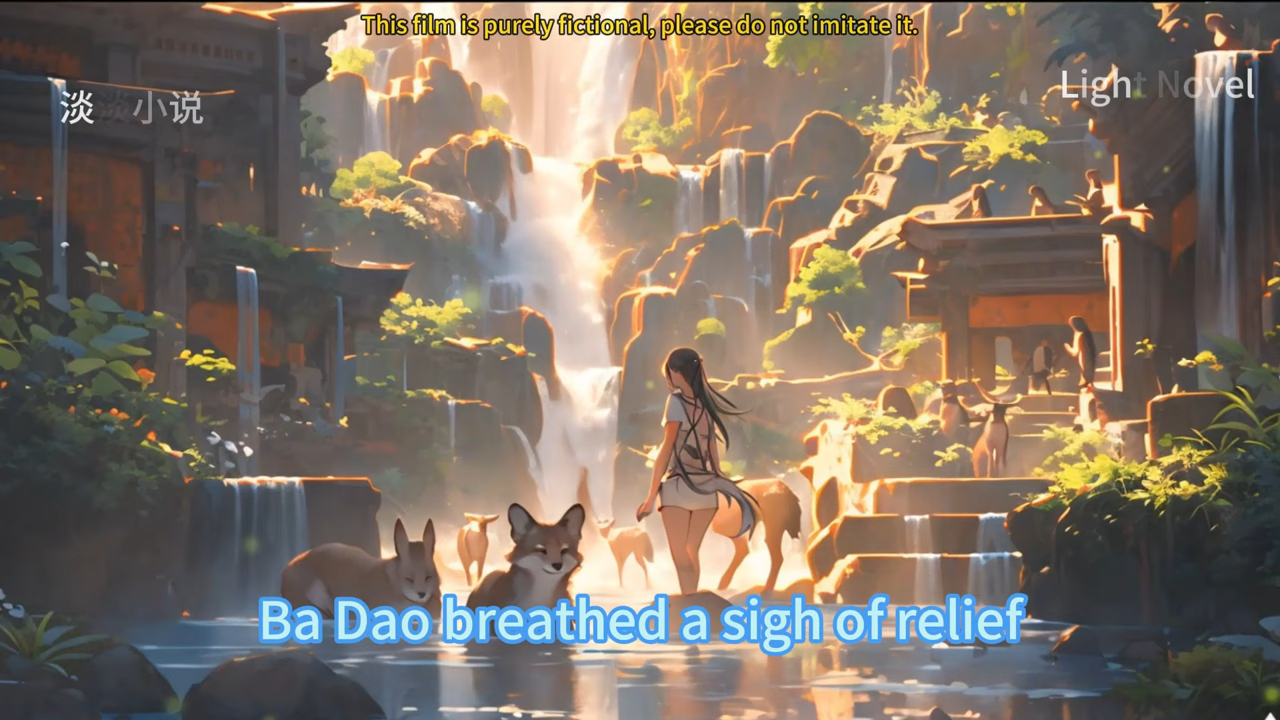 This film is purely fictional, please do not imitate it.
淡淡小说
Light Novel
Ba Dao breathed a sigh of relief